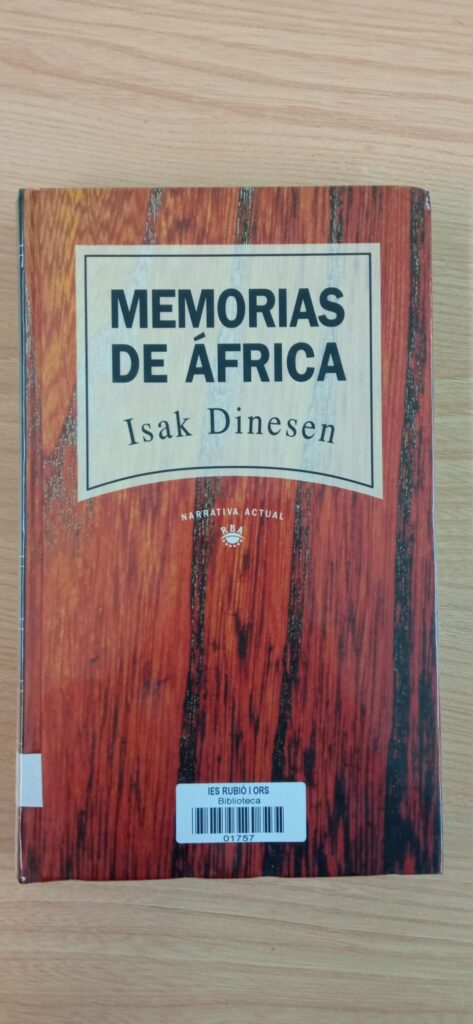 MEMORIAS
DE ÁFRICA
Isak Dinesen
NARRATIVA ACTUAL
RBA
IES RUBIÓ I ORS
Biblioteca
01757